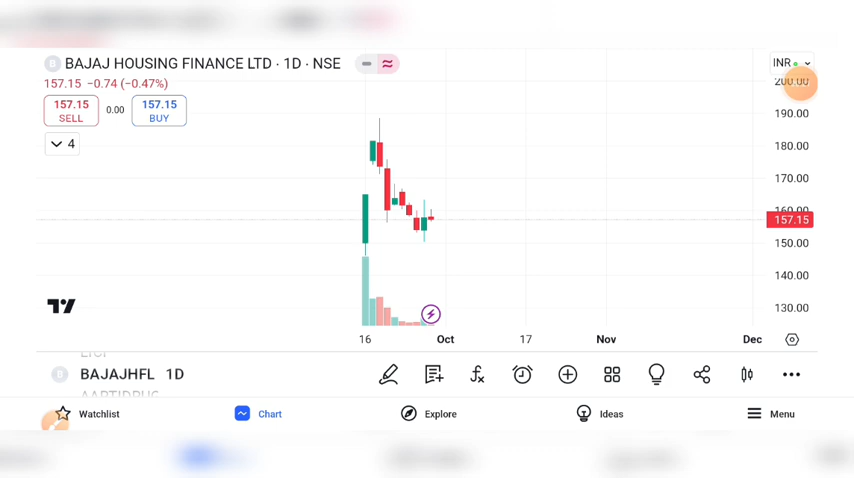 BAJAJ HOUSING FINANCE LTD · 1D · NSE
INR
157.15 −0.74 (−0.47%)
200.00
157.15
SELL
0.00
157.15
BUY
4
190.00
180.00
170.00
160.00
157.15
150.00
140.00
130.00
16
Oct
17
Nov
Dec
B
BAJAJHFL 1D
Watchlist
Chart
Explore
Ideas
Menu